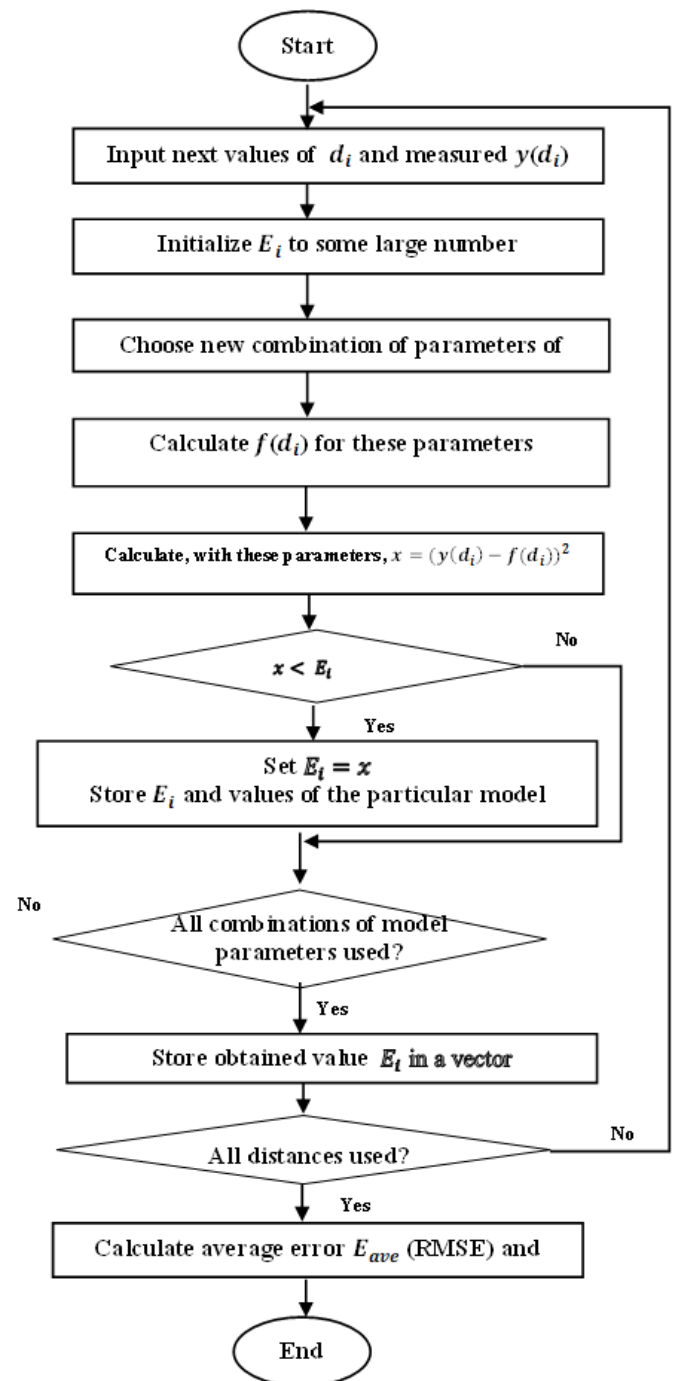 Start
Input next values of d_i and measured y(d_i)
Initialize E_i to some large number
Choose new combination of parameters of
Calculate f(d_i) for these parameters
Calculate, with these parameters, x = (y(d_i) − f(d_i))^2
x < E_i
No
Yes
Set E_i = x
Store E_i and values of the particular model
No
All combinations of model
parameters used?
Yes
Store obtained value E_i in a vector
All distances used?
No
Yes
Calculate average error E_ave (RMSE) and
End